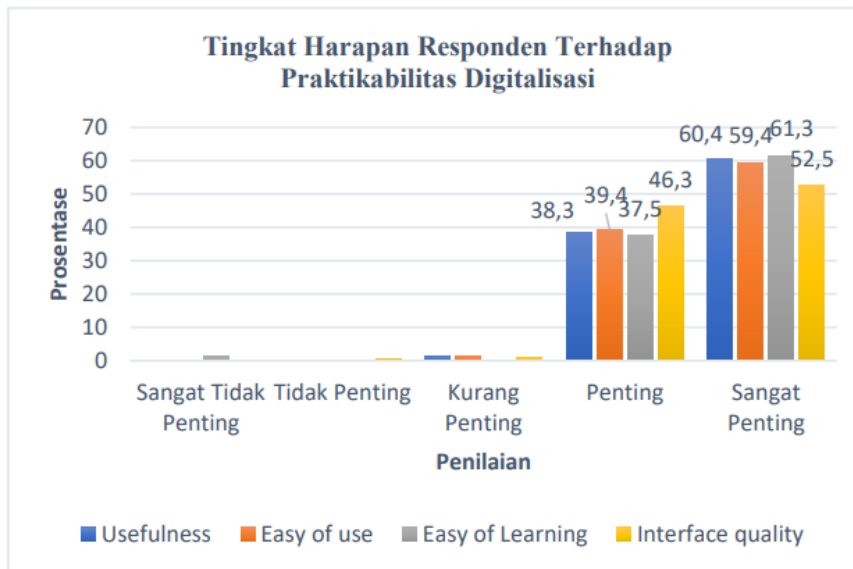 Tingkat Harapan Responden Terhadap
Praktikabilitas Digitalisasi
Prosentase
70
60
50
40
30
20
10
0
38,3
39,4
37,5
46,3
60,4
59,4
61,3
52,5
Sangat Tidak
Penting
Tidak Penting
Kurang
Penting
Penting
Sangat
Penting
Penilaian
Usefulness
Easy of use
Easy of Learning
Interface quality